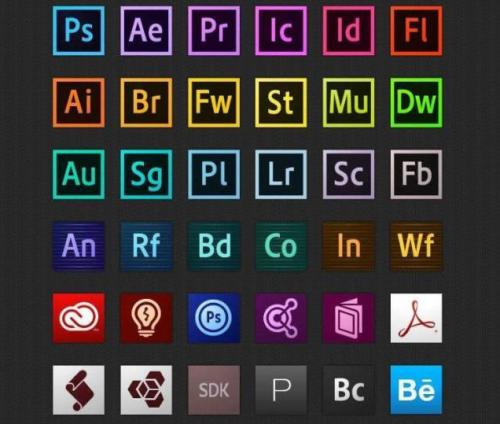 Ps Ae Pr Ic Id Fl
Ai Br Fw St Mu Dw
Au Sg Pl Lr Sc Fb
An Rf Bd Co In Wf
Ps
SDK P Bc Bē